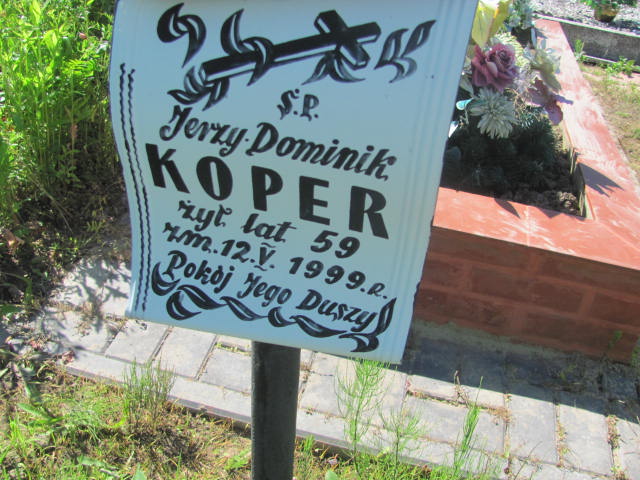 Ś.P.
Jerzy Dominik
KOPER
żył. lat. 59
zm. 12.V. 1999.r.
Pokój Jego Duszy